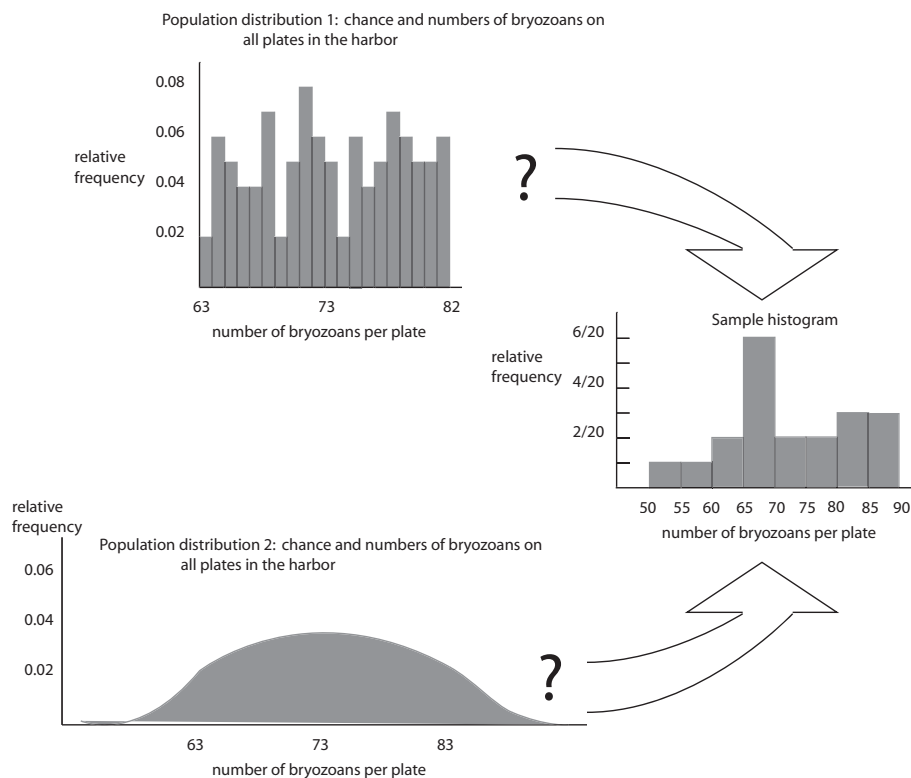 Population distribution 1: chance and numbers of bryozoans on
all plates in the harbor
0.08
0.06
relative
frequency
0.04
0.02
63
73
82
number of bryozoans per plate
?
Sample histogram
6/20
relative
frequency
4/20
2/20
50 55 60 65 70 75 80 85 90
number of bryozoans per plate
relative
frequency
Population distribution 2: chance and numbers of bryozoans on
all plates in the harbor
0.06
0.04
0.02
?
63
73
83
number of bryozoans per plate